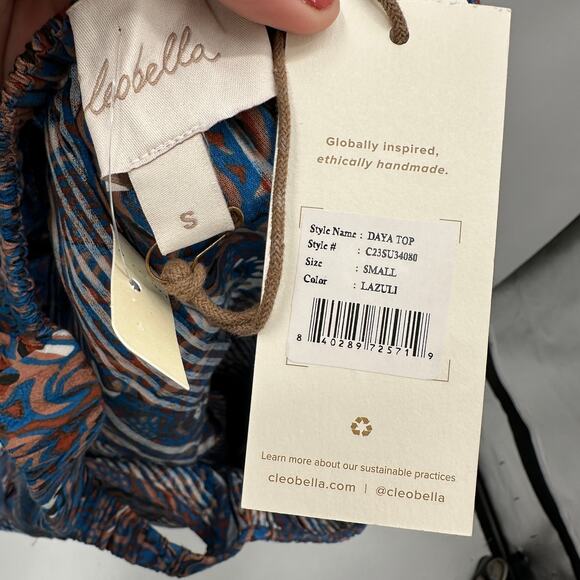 cleobella
S
Globally inspired,
ethically handmade.
Style Name : DAYA TOP
Style # : C23SU34080
Size : SMALL
Color : LAZULI
8 40289 72571 9
Learn more about our sustainable practices
cleobella.com | @cleobella